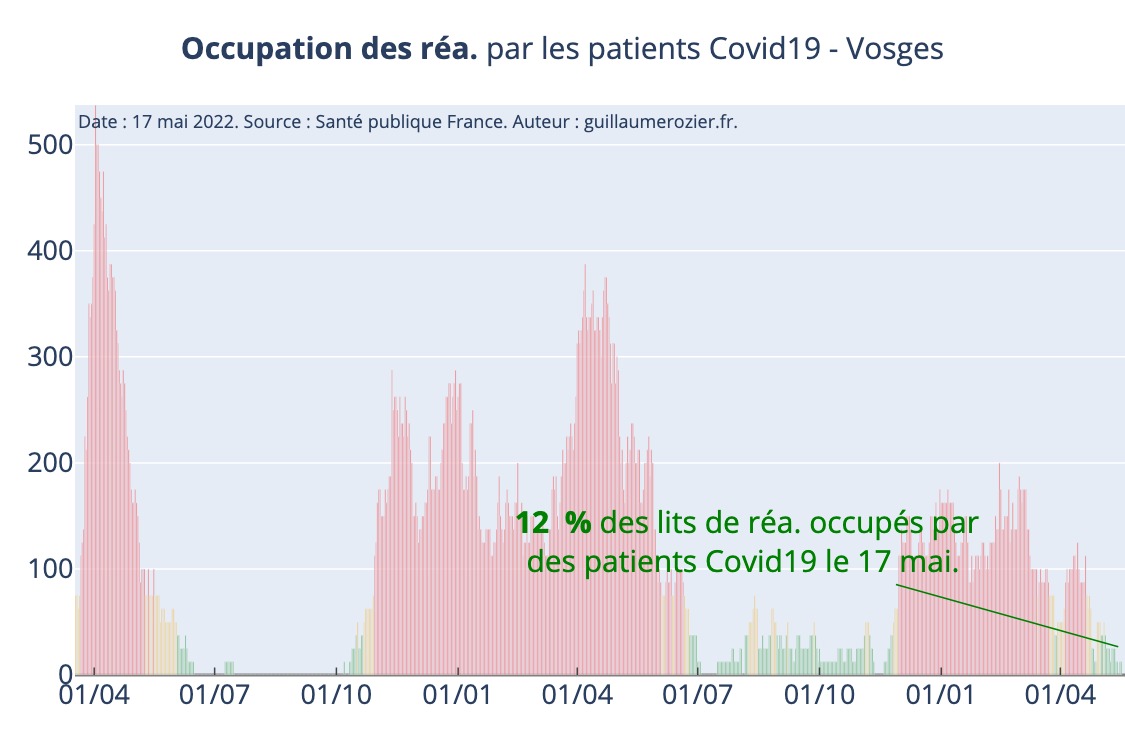 Occupation des réa. par les patients Covid19 - Vosges
Date : 17 mai 2022. Source : Santé publique France. Auteur : guillaumerozier.fr.
500
400
300
200
12 % des lits de réa. occupés par
des patients Covid19 le 17 mai.
100
0
01/04 01/07 01/10 01/01 01/04 01/07 01/10 01/01 01/04